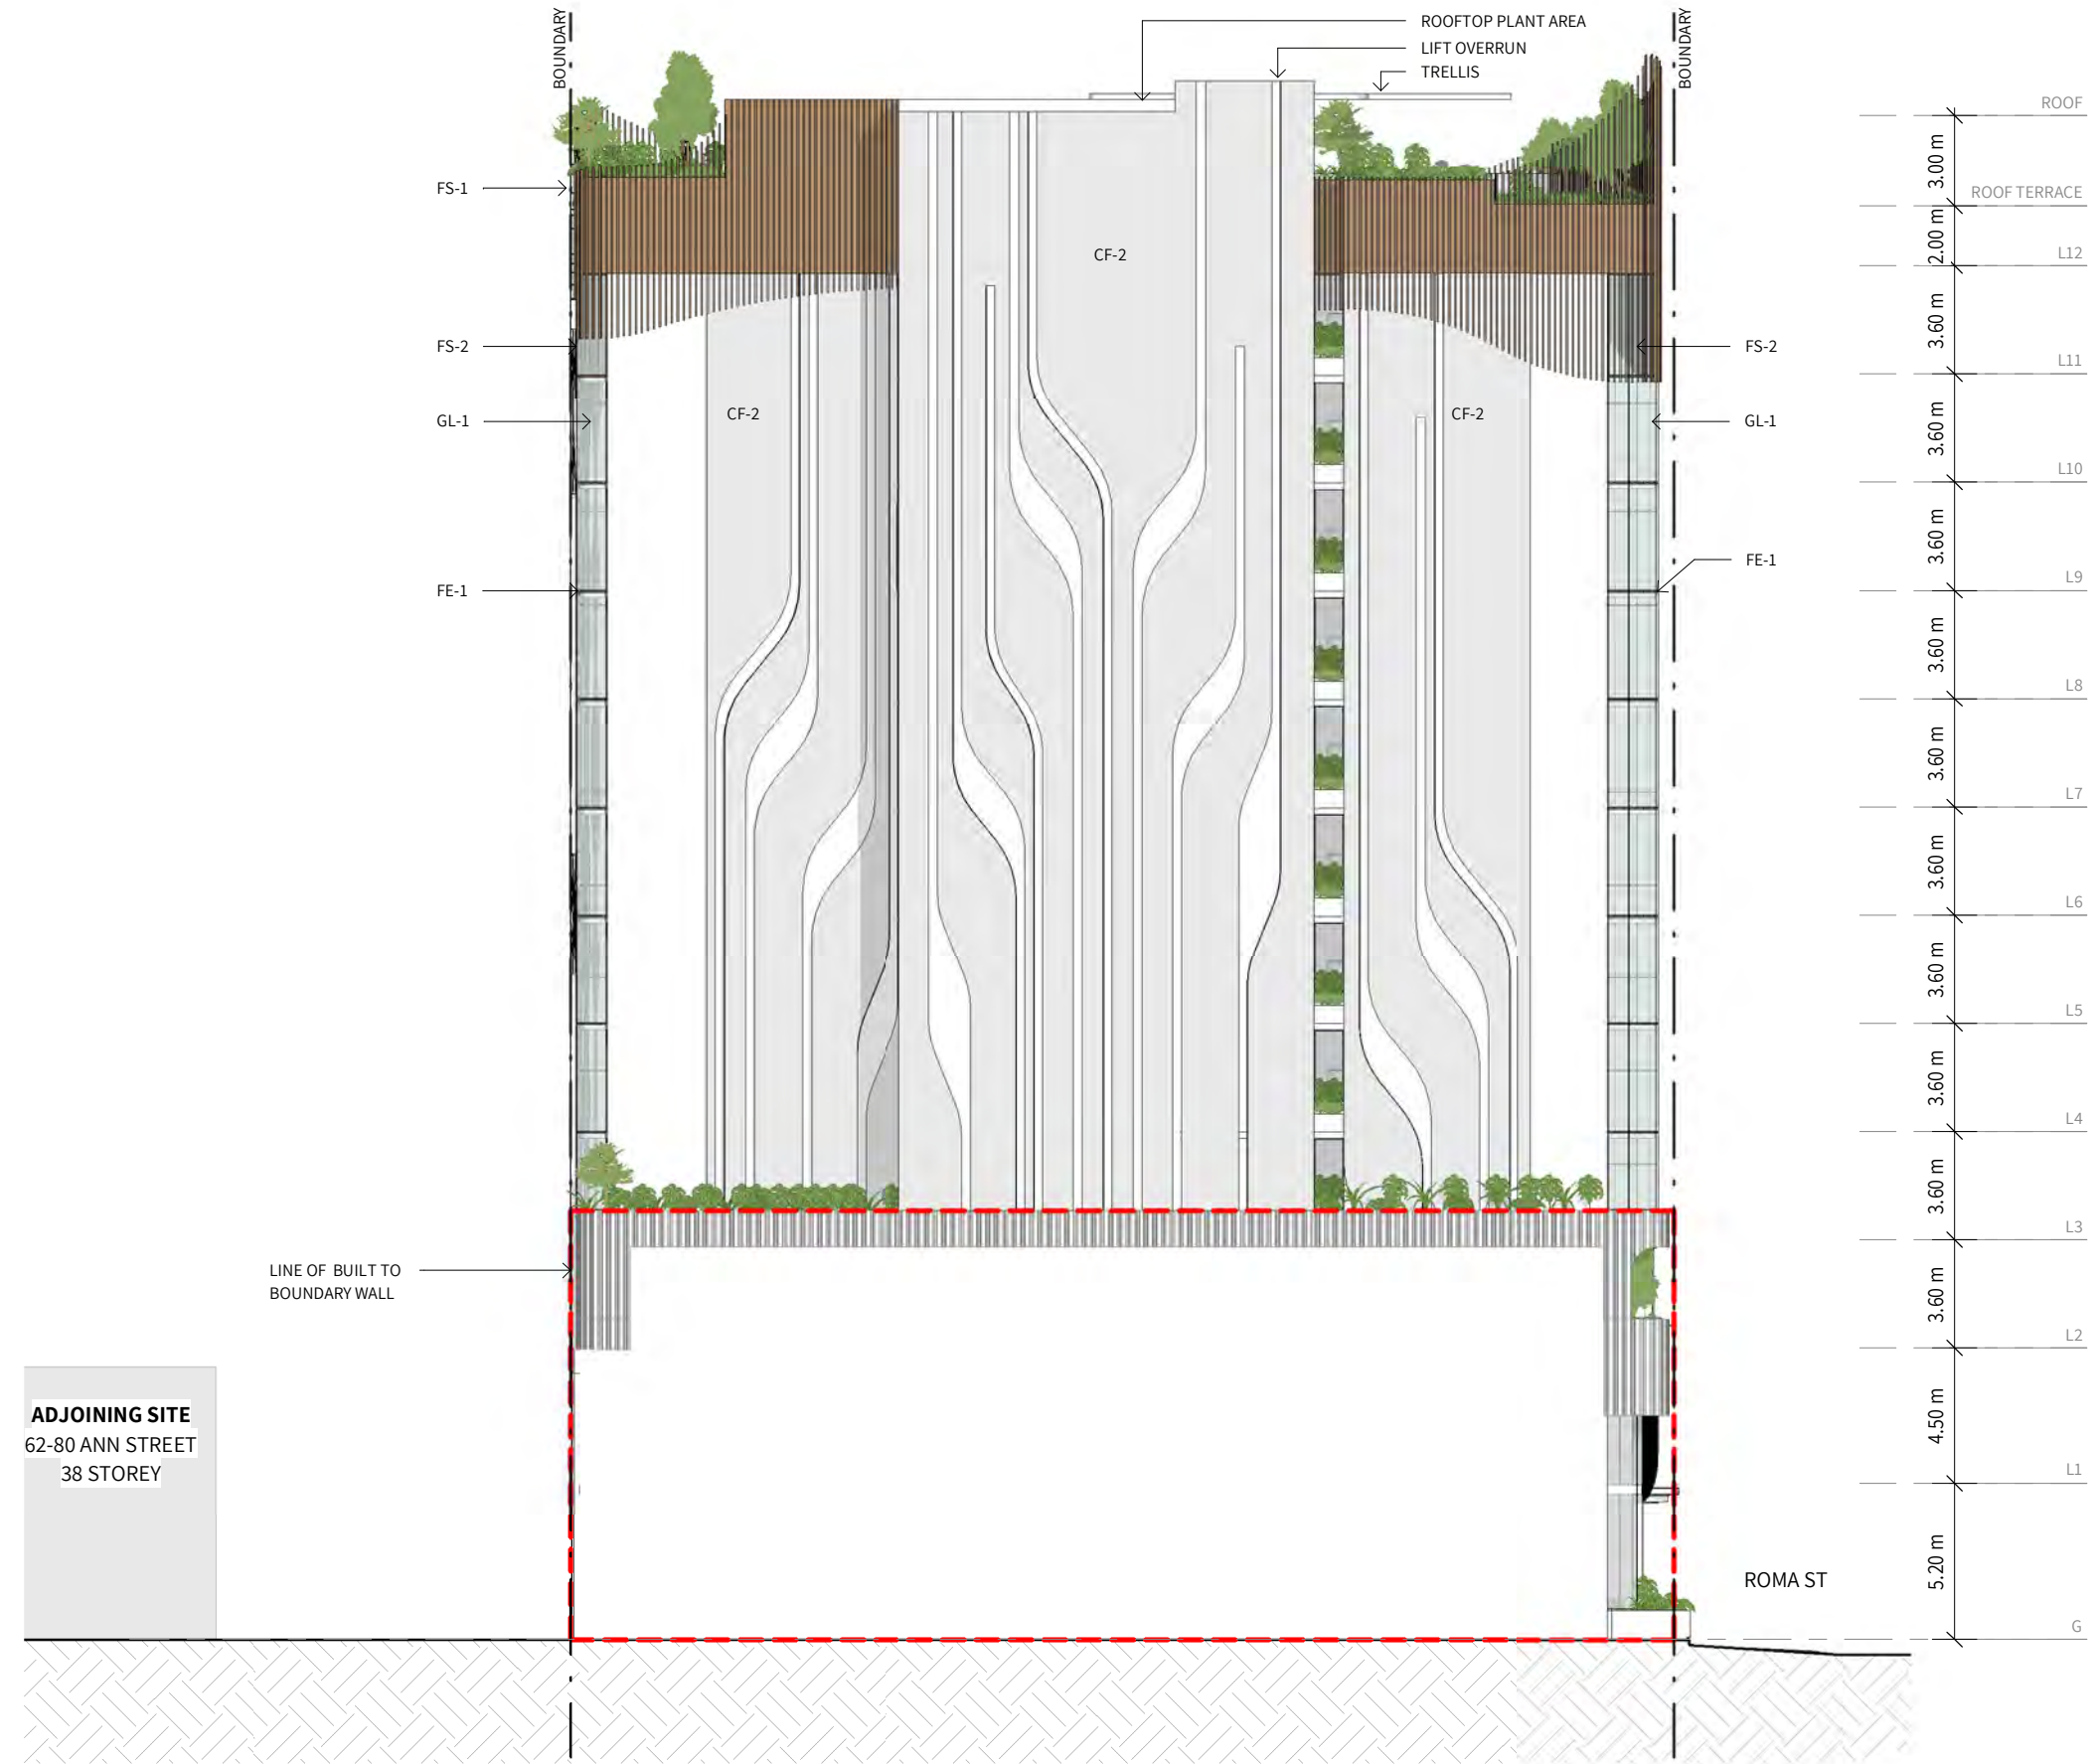 BOUNDARY
BOUNDARY
ROOFTOP PLANT AREA
LIFT OVERRUN
TRELLIS
ROOF
3.00 m
FS-1
ROOF TERRACE
2.00 m
CF-2
L12
3.60 m
FS-2
FS-2
L11
CF-2
CF-2
GL-1
GL-1
3.60 m
L10
3.60 m
FE-1
FE-1
L9
3.60 m
L8
3.60 m
L7
3.60 m
L6
3.60 m
L5
3.60 m
L4
3.60 m
L3
LINE OF BUILT TO
BOUNDARY WALL
3.60 m
L2
ADJOINING SITE
62-80 ANN STREET
38 STOREY
4.50 m
L1
5.20 m
ROMA ST
G